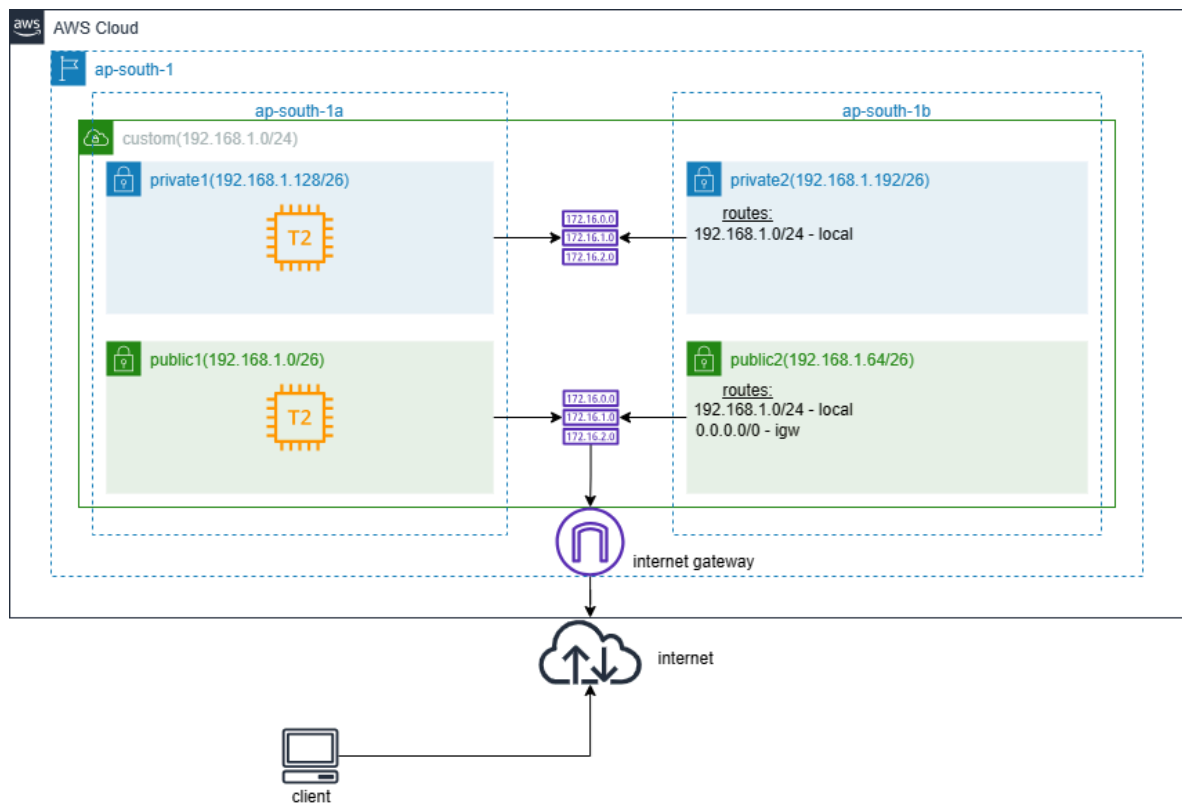 aws
AWS Cloud
ap-south-1
ap-south-1a
ap-south-1b
custom(192.168.1.0/24)
private1(192.168.1.128/26)
T2
172.16.0.0
172.16.1.0
172.16.2.0
private2(192.168.1.192/26)
routes:
192.168.1.0/24 - local
public1(192.168.1.0/26)
T2
172.16.0.0
172.16.1.0
172.16.2.0
public2(192.168.1.64/26)
routes:
192.168.1.0/24 - local
0.0.0.0/0 - igw
internet gateway
internet
client